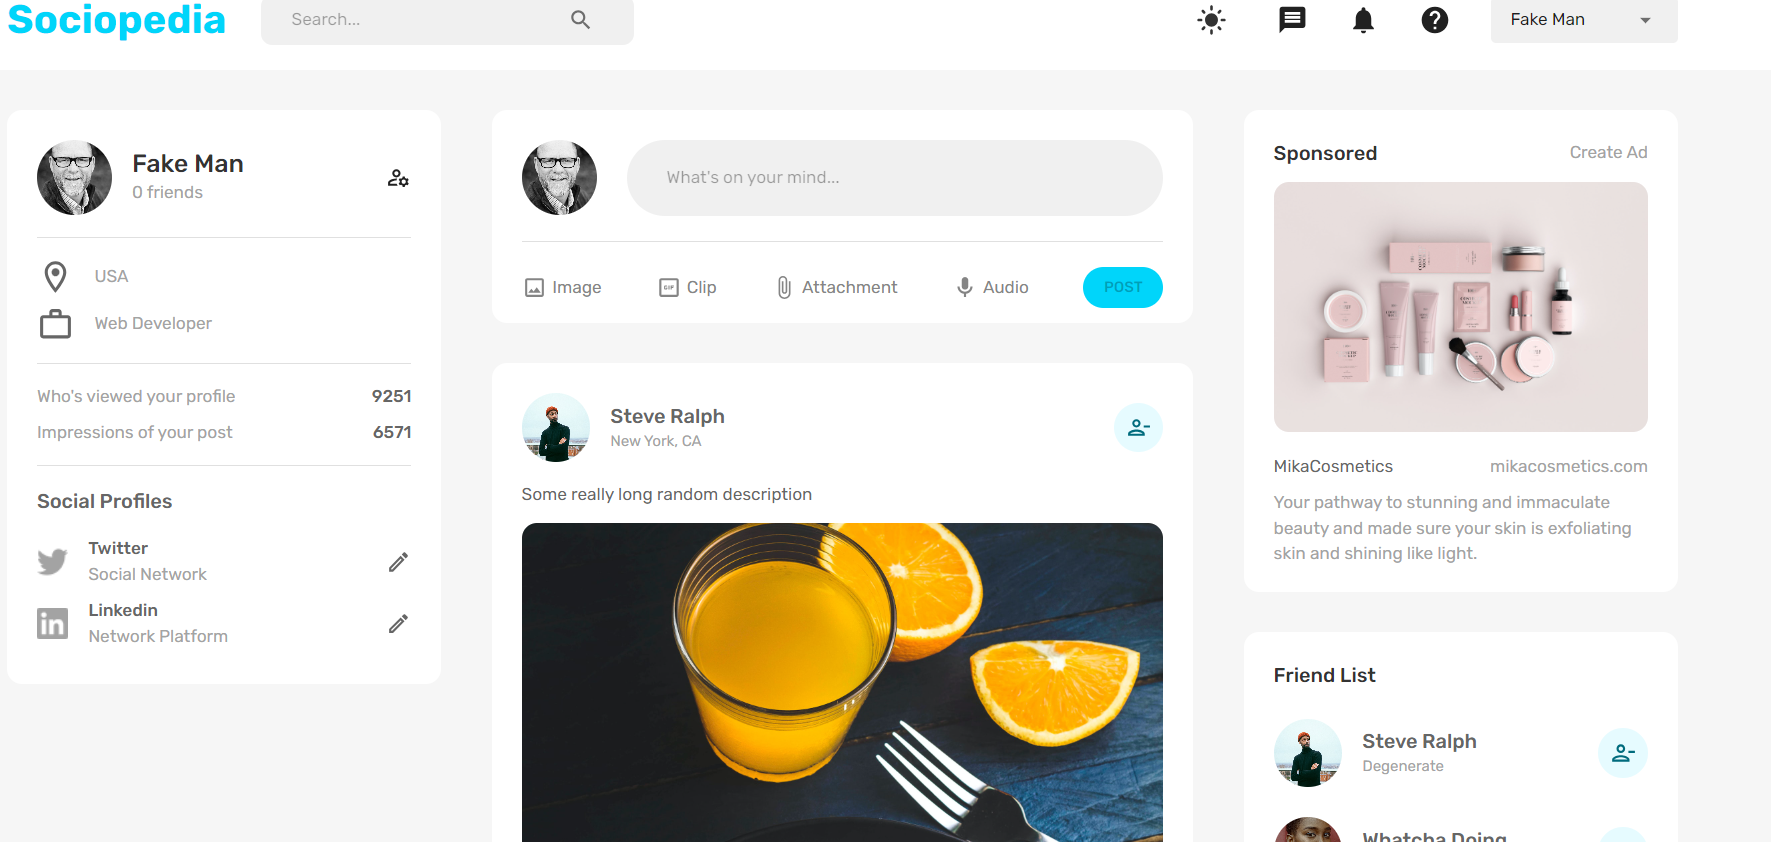 Sociopedia
Search...
Fake Man
Fake Man
0 friends
USA
Web Developer
Who's viewed your profile 9251
Impressions of your post 6571
Social Profiles
Twitter
Social Network
Linkedin
Network Platform
What's on your mind...
Image
GIF
Clip
Attachment
Audio
POST
Steve Ralph
New York, CA
Some really long random description
Sponsored
Create Ad
MikaCosmetics
mikacosmetics.com
Your pathway to stunning and immaculate
beauty and made sure your skin is exfoliating
skin and shining like light.
Friend List
Steve Ralph
Degenerate
Whatcha Doing